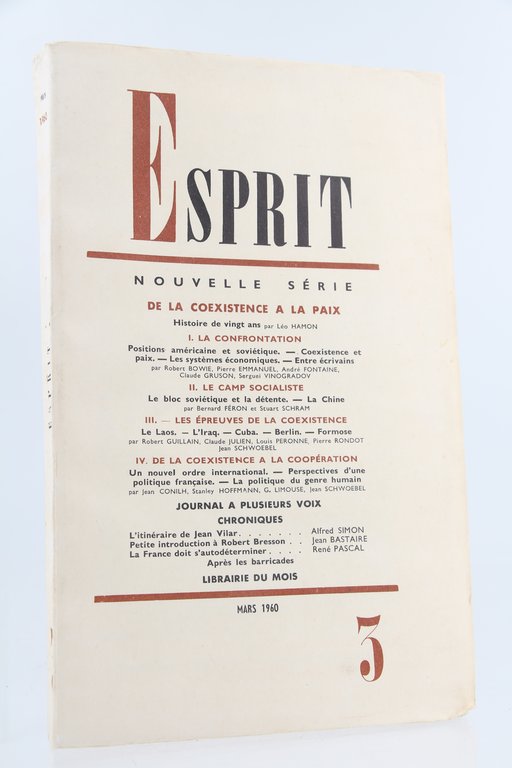 ESPRIT
NOUVELLE SÉRIE
DE LA COEXISTENCE A LA PAIX
Histoire de vingt ans par Léo HAMON
I. LA CONFRONTATION
Positions américaine et soviétique. — Coexistence et
paix. — Les systèmes économiques. — Entre écrivains
par Robert BOWIE, Pierre EMMANUEL, André FONTAINE,
Claude GRUSON, Sergueï VINOGRADOV
II. LE CAMP SOCIALISTE
Le bloc soviétique et la détente. — La Chine
par Bernard FÉRON et Stuart SCHRAM
III. — LES ÉPREUVES DE LA COEXISTENCE
Le Laos. — L'Iraq. — Cuba. — Berlin. — Formose
par Robert GUILLAIN, Claude JULIEN, Louis PERONNE, Pierre RONDOT
Jean SCHWOEBEL
IV. DE LA COEXISTENCE A LA COOPÉRATION
Un nouvel ordre international. — Perspectives d'une
politique française. — La politique du genre humain
par Jean CONILH, Stanley HOFFMANN, G. LIMOUSE, Jean SCHWOEBEL
JOURNAL A PLUSIEURS VOIX
CHRONIQUES
L'itinéraire de Jean Vilar . . . . . . . Alfred SIMON
Petite introduction à Robert Bresson . . Jean BASTAIRE
La France doit s'autodéterminer . . . . René PASCAL
Après les barricades
LIBRAIRIE DU MOIS
MARS 1960
3